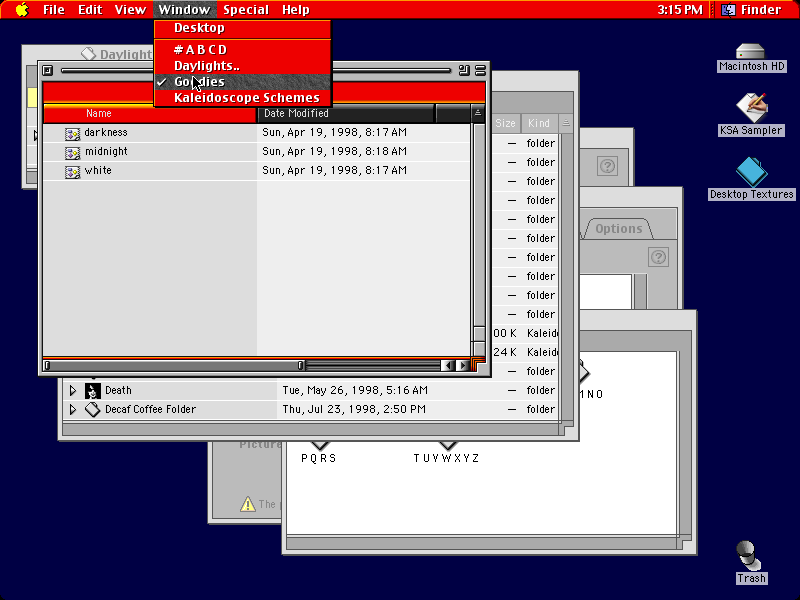 File Edit View Window Special Help 3:15 PM Finder
Desktop
# A B C D
Daylights..
Goodies
Kaleidoscope Schemes
Daylight
Name Date Modified
darkness Sun, Apr 19, 1998, 8:17 AM
midnight Sun, Apr 19, 1998, 8:18 AM
white Sun, Apr 19, 1998, 8:17 AM
Size Kind
— folder
— folder
— folder
— folder
— folder
— folder
— folder
— folder
— folder
— folder
00 K Kaleid
24 K Kaleid
— folder
Death Tue, May 26, 1998, 5:16 AM — folder
Decaf Coffee Folder Thu, Jul 23, 1998, 2:50 PM — folder
Options
N O
Picture
P Q R S
T U V W X Y Z
The
Macintosh HD
KSA Sampler
Desktop Textures
Trash